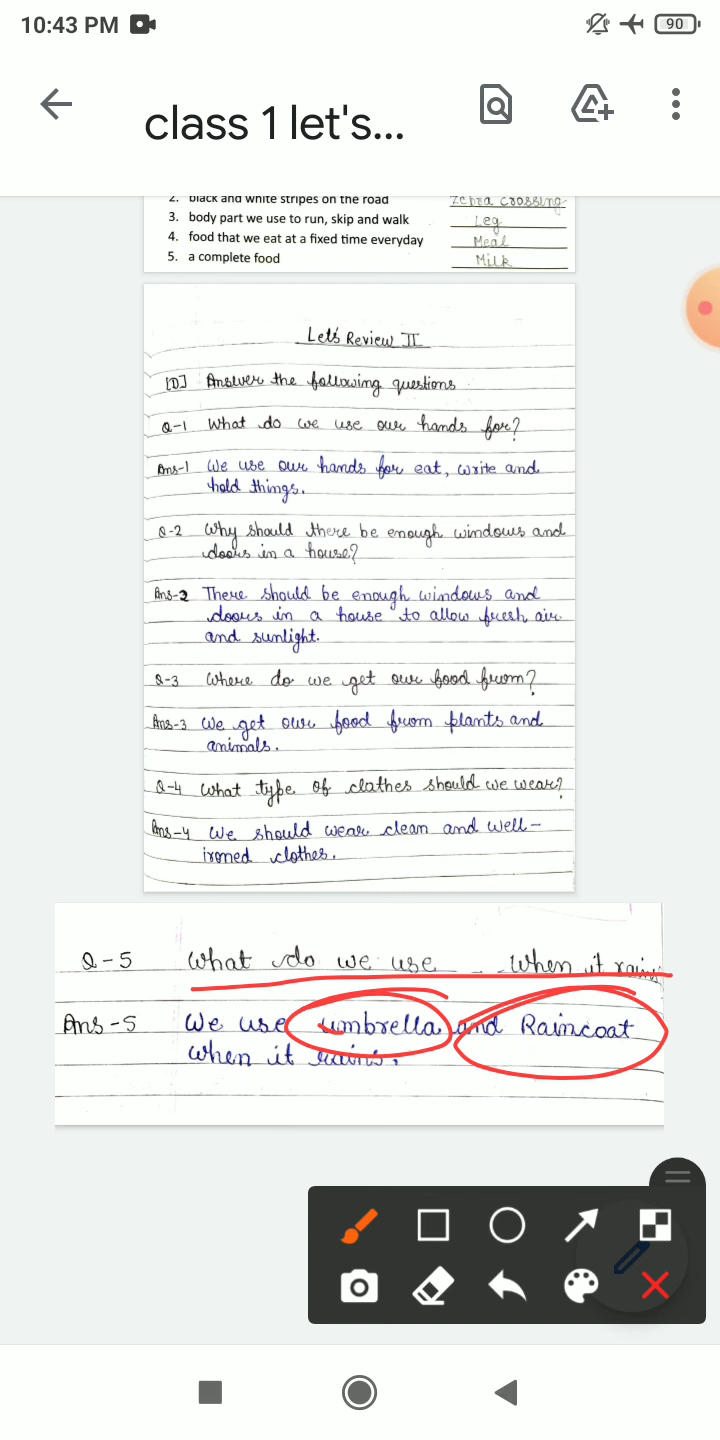 10:43 PM
90
class 1 let's...
2. black and white stripes on the road Zebra crossing
3. body part we use to run, skip and walk Leg
4. food that we eat at a fixed time everyday Meal
5. a complete food Milk
Let's Review II
[D] Answer the following questions
Q-1 What do we use our hands for?
Ans-1 We use our hands for eat, write and
hold things.
Q-2 Why should there be enough windows and
doors in a house?
Ans-2 There should be enough windows and
doors in a house to allow fresh air
and sunlight.
Q-3 Where do we get our food from?
Ans-3 We get our food from plants and
animals.
Q-4 What type of clothes should we wear?
Ans-4 We should wear clean and well-
ironed clothes.
Q-5 What do we use when it rains
Ans-5 We use umbrella and Raincoat
when it rains.